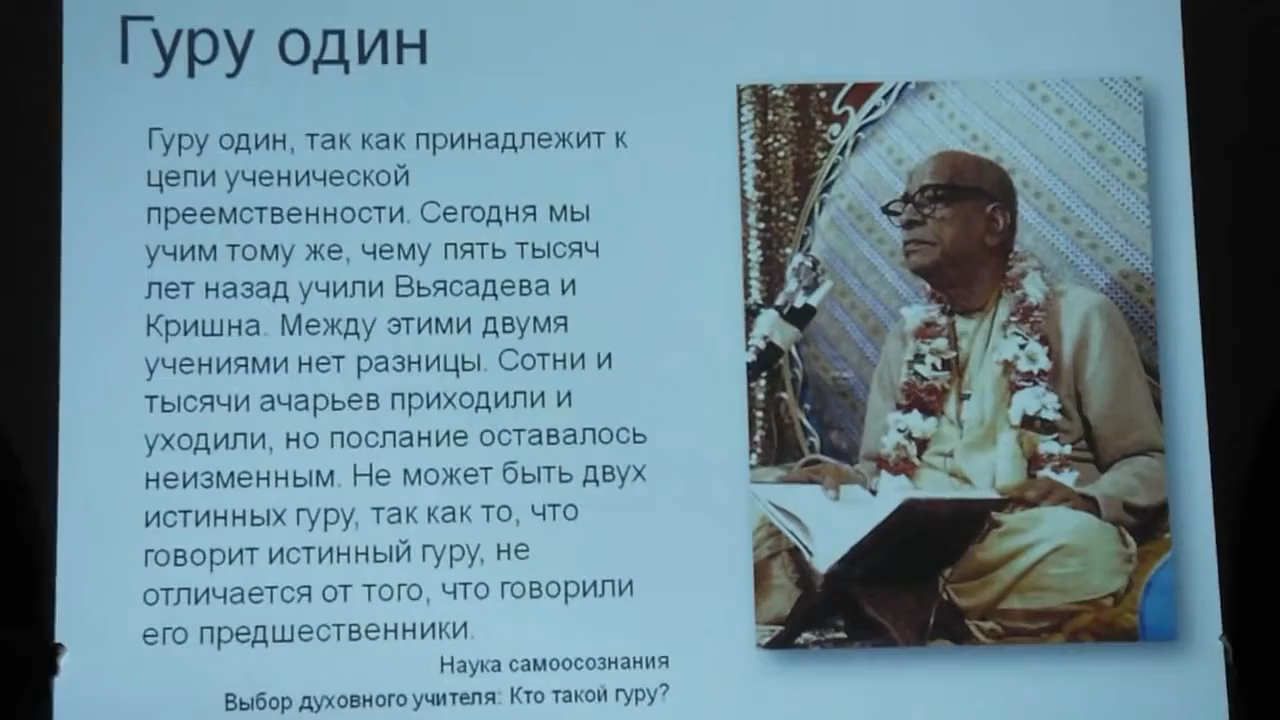 Гуру один
Гуру один, так как принадлежит к
цепи ученической
преемственности. Сегодня мы
учим тому же, чему пять тысяч
лет назад учили Вьясадева и
Кришна. Между этими двумя
учениями нет разницы. Сотни и
тысячи ачарьев приходили и
уходили, но послание оставалось
неизменным. Не может быть двух
истинных гуру, так как то, что
говорит истинный гуру, не
отличается от того, что говорили
его предшественники.
Наука самоосознания
Выбор духовного учителя: Кто такой гуру?